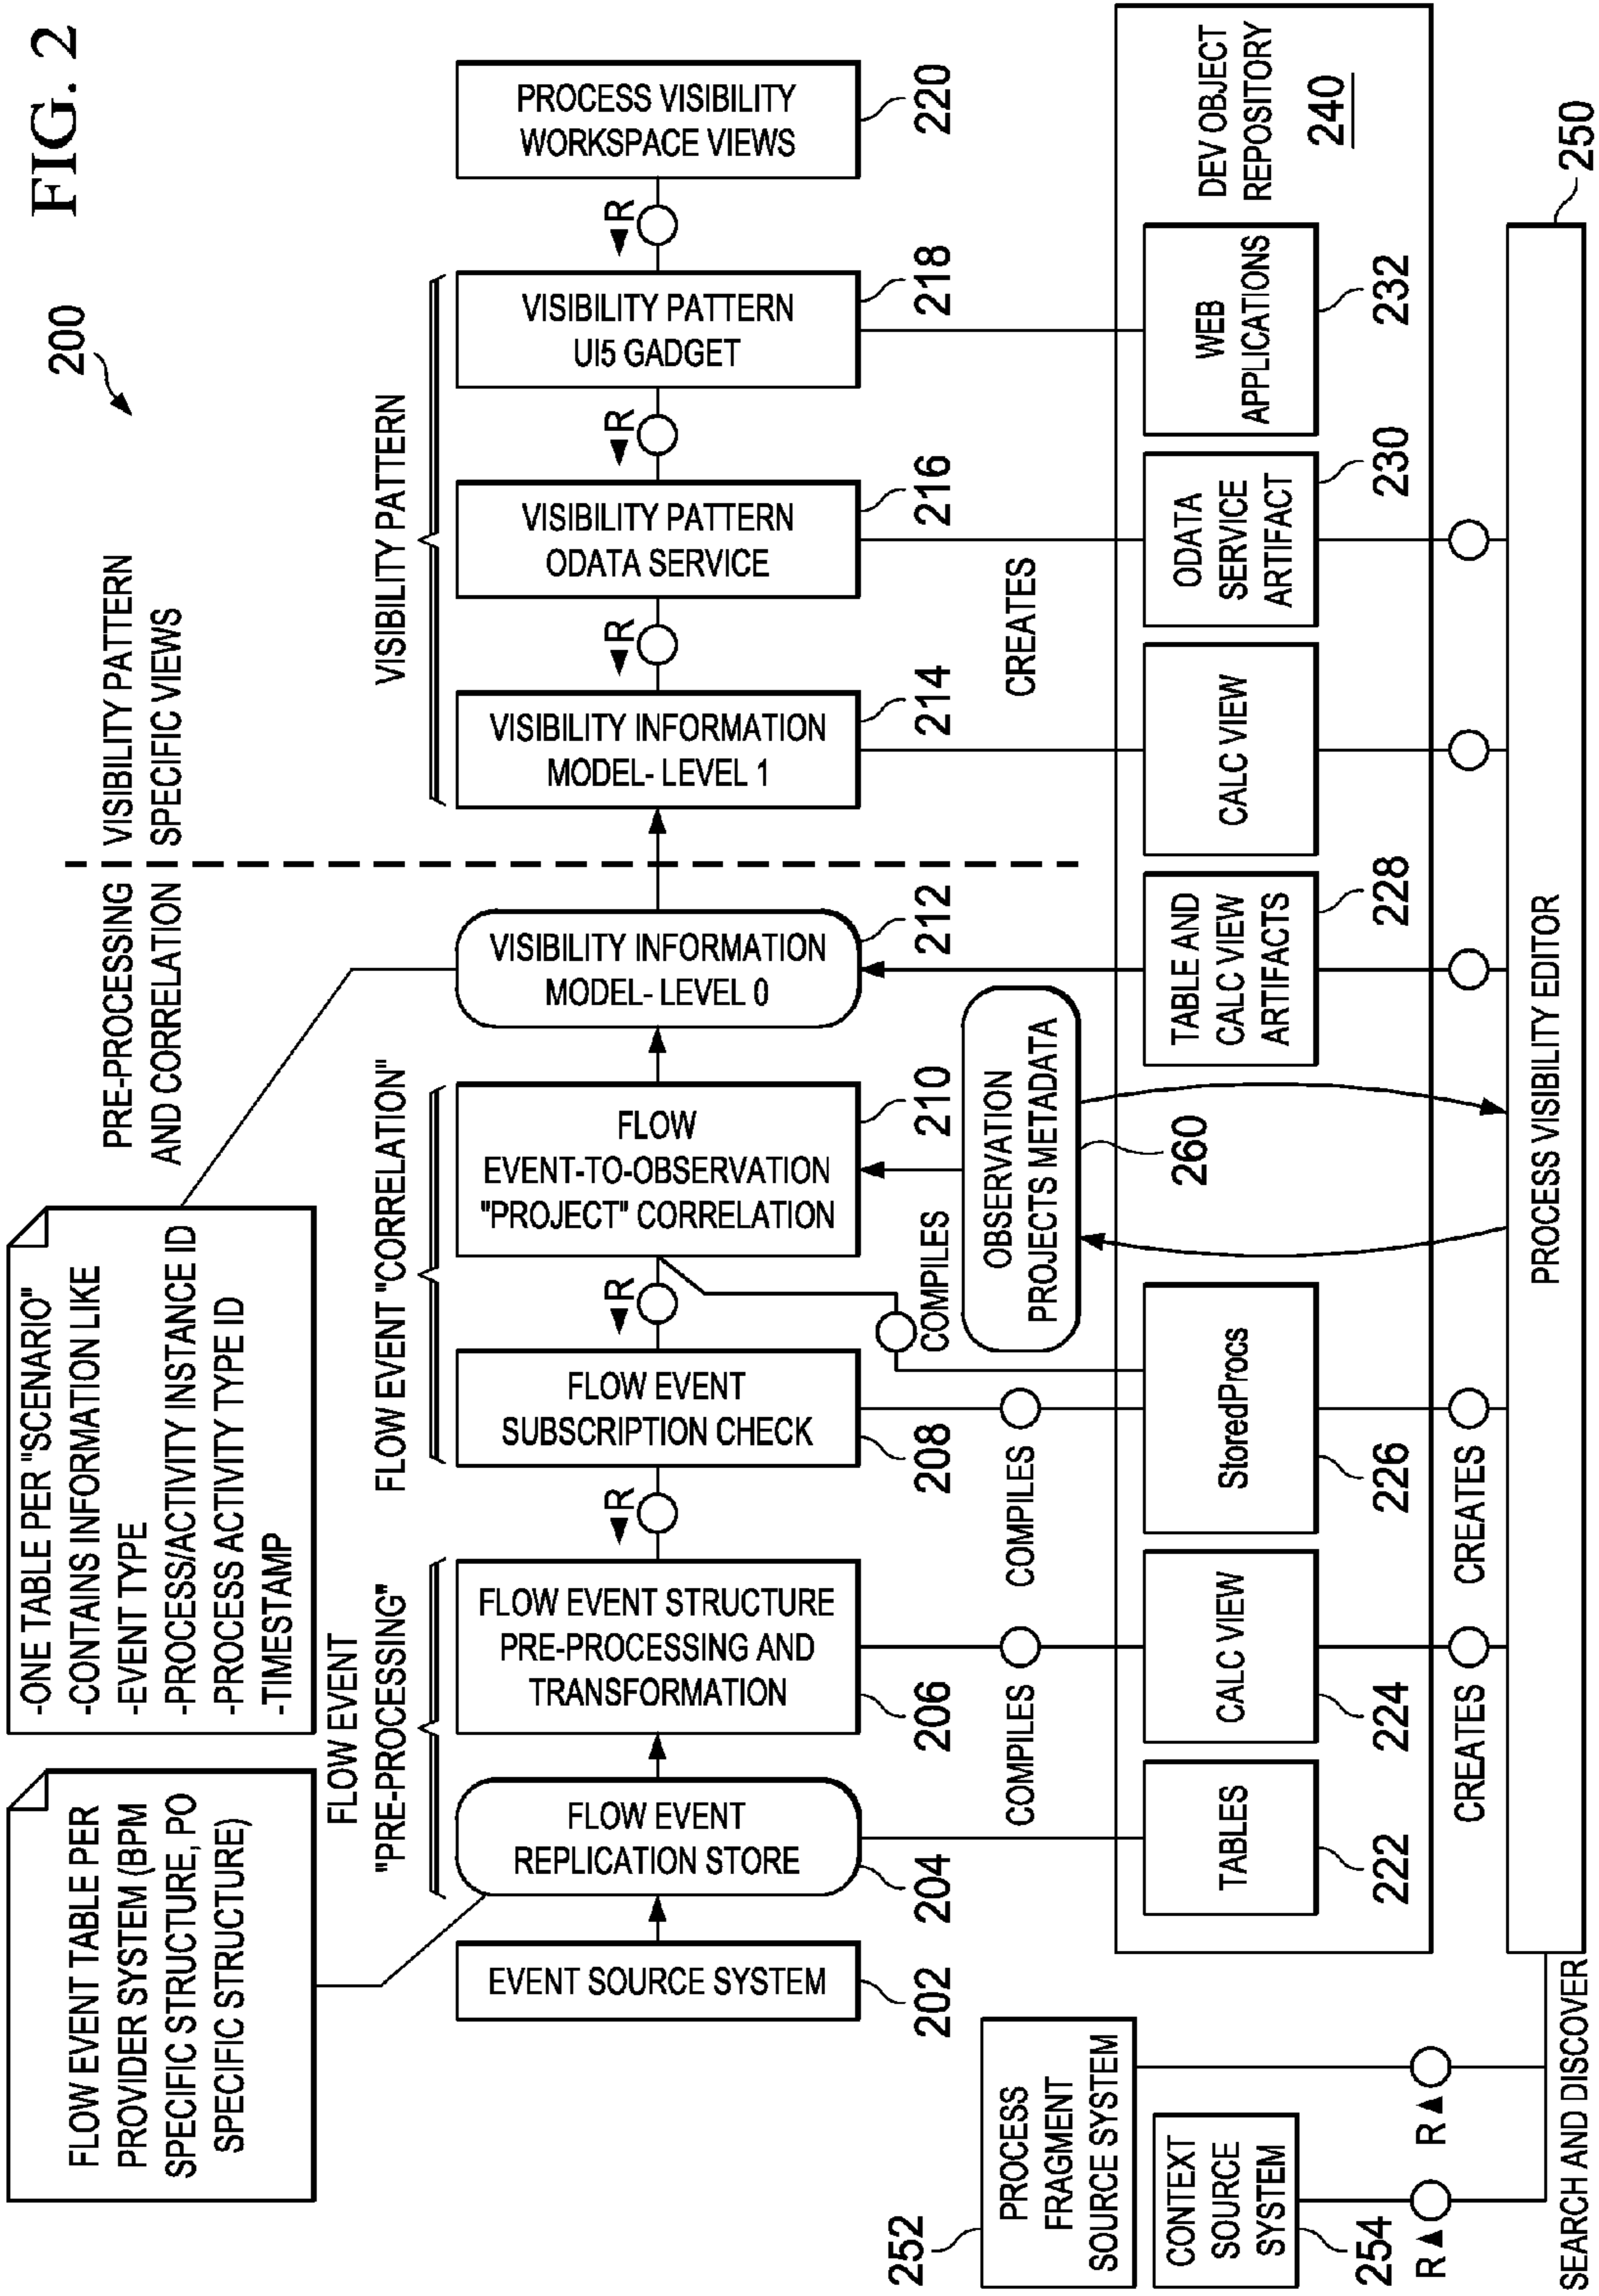 FIG. 2
200
-ONE TABLE PER "SCENARIO"
-CONTAINS INFORMATION LIKE
-EVENT TYPE
-PROCESS/ACTIVITY INSTANCE ID
-PROCESS ACTIVITY TYPE ID
-TIMESTAMP
FLOW EVENT TABLE PER
PROVIDER SYSTEM (BPM
SPECIFIC STRUCTURE, PO
SPECIFIC STRUCTURE)
PRE-PROCESSING
AND CORRELATION
VISIBILITY PATTERN
SPECIFIC VIEWS
FLOW EVENT
"PRE-PROCESSING"
FLOW EVENT "CORRELATION"
VISIBILITY PATTERN
EVENT SOURCE SYSTEM
202
FLOW EVENT
REPLICATION STORE
204
FLOW EVENT STRUCTURE
PRE-PROCESSING AND
TRANSFORMATION
206
R
FLOW EVENT
SUBSCRIPTION CHECK
208
R
FLOW
EVENT-TO-OBSERVATION
"PROJECT" CORRELATION
210
VISIBILITY INFORMATION
MODEL- LEVEL 0
212
VISIBILITY INFORMATION
MODEL- LEVEL 1
214
R
VISIBILITY PATTERN
ODATA SERVICE
216
R
VISIBILITY PATTERN
UI5 GADGET
218
R
PROCESS VISIBILITY
WORKSPACE VIEWS
220
COMPILES
COMPILES
COMPILES
CREATES
OBSERVATION
PROJECTS METADATA
260
TABLES
222
CALC VIEW
224
StoredProcs
226
TABLE AND
CALC VIEW
ARTIFACTS
228
CALC VIEW
ODATA
SERVICE
ARTIFACT
230
WEB
APPLICATIONS
232
DEV OBJECT
REPOSITORY
240
CREATES
CREATES
PROCESS VISIBILITY EDITOR
250
PROCESS
FRAGMENT
SOURCE SYSTEM
252
CONTEXT
SOURCE
SYSTEM
254
R
R
SEARCH AND DISCOVER